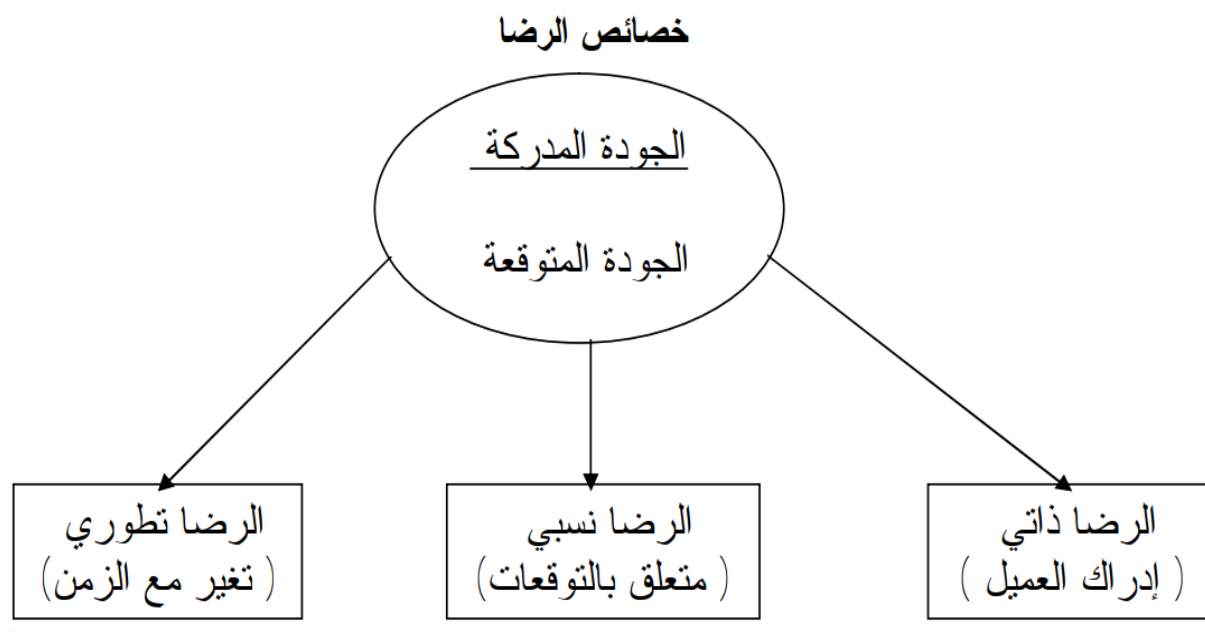 خصائص الرضا
الجودة المدركة
الجودة المتوقعة
الرضا ذاتي
( إدراك العميل )
الرضا نسبي
( متعلق بالتوقعات)
الرضا تطوري
( تغير مع الزمن)